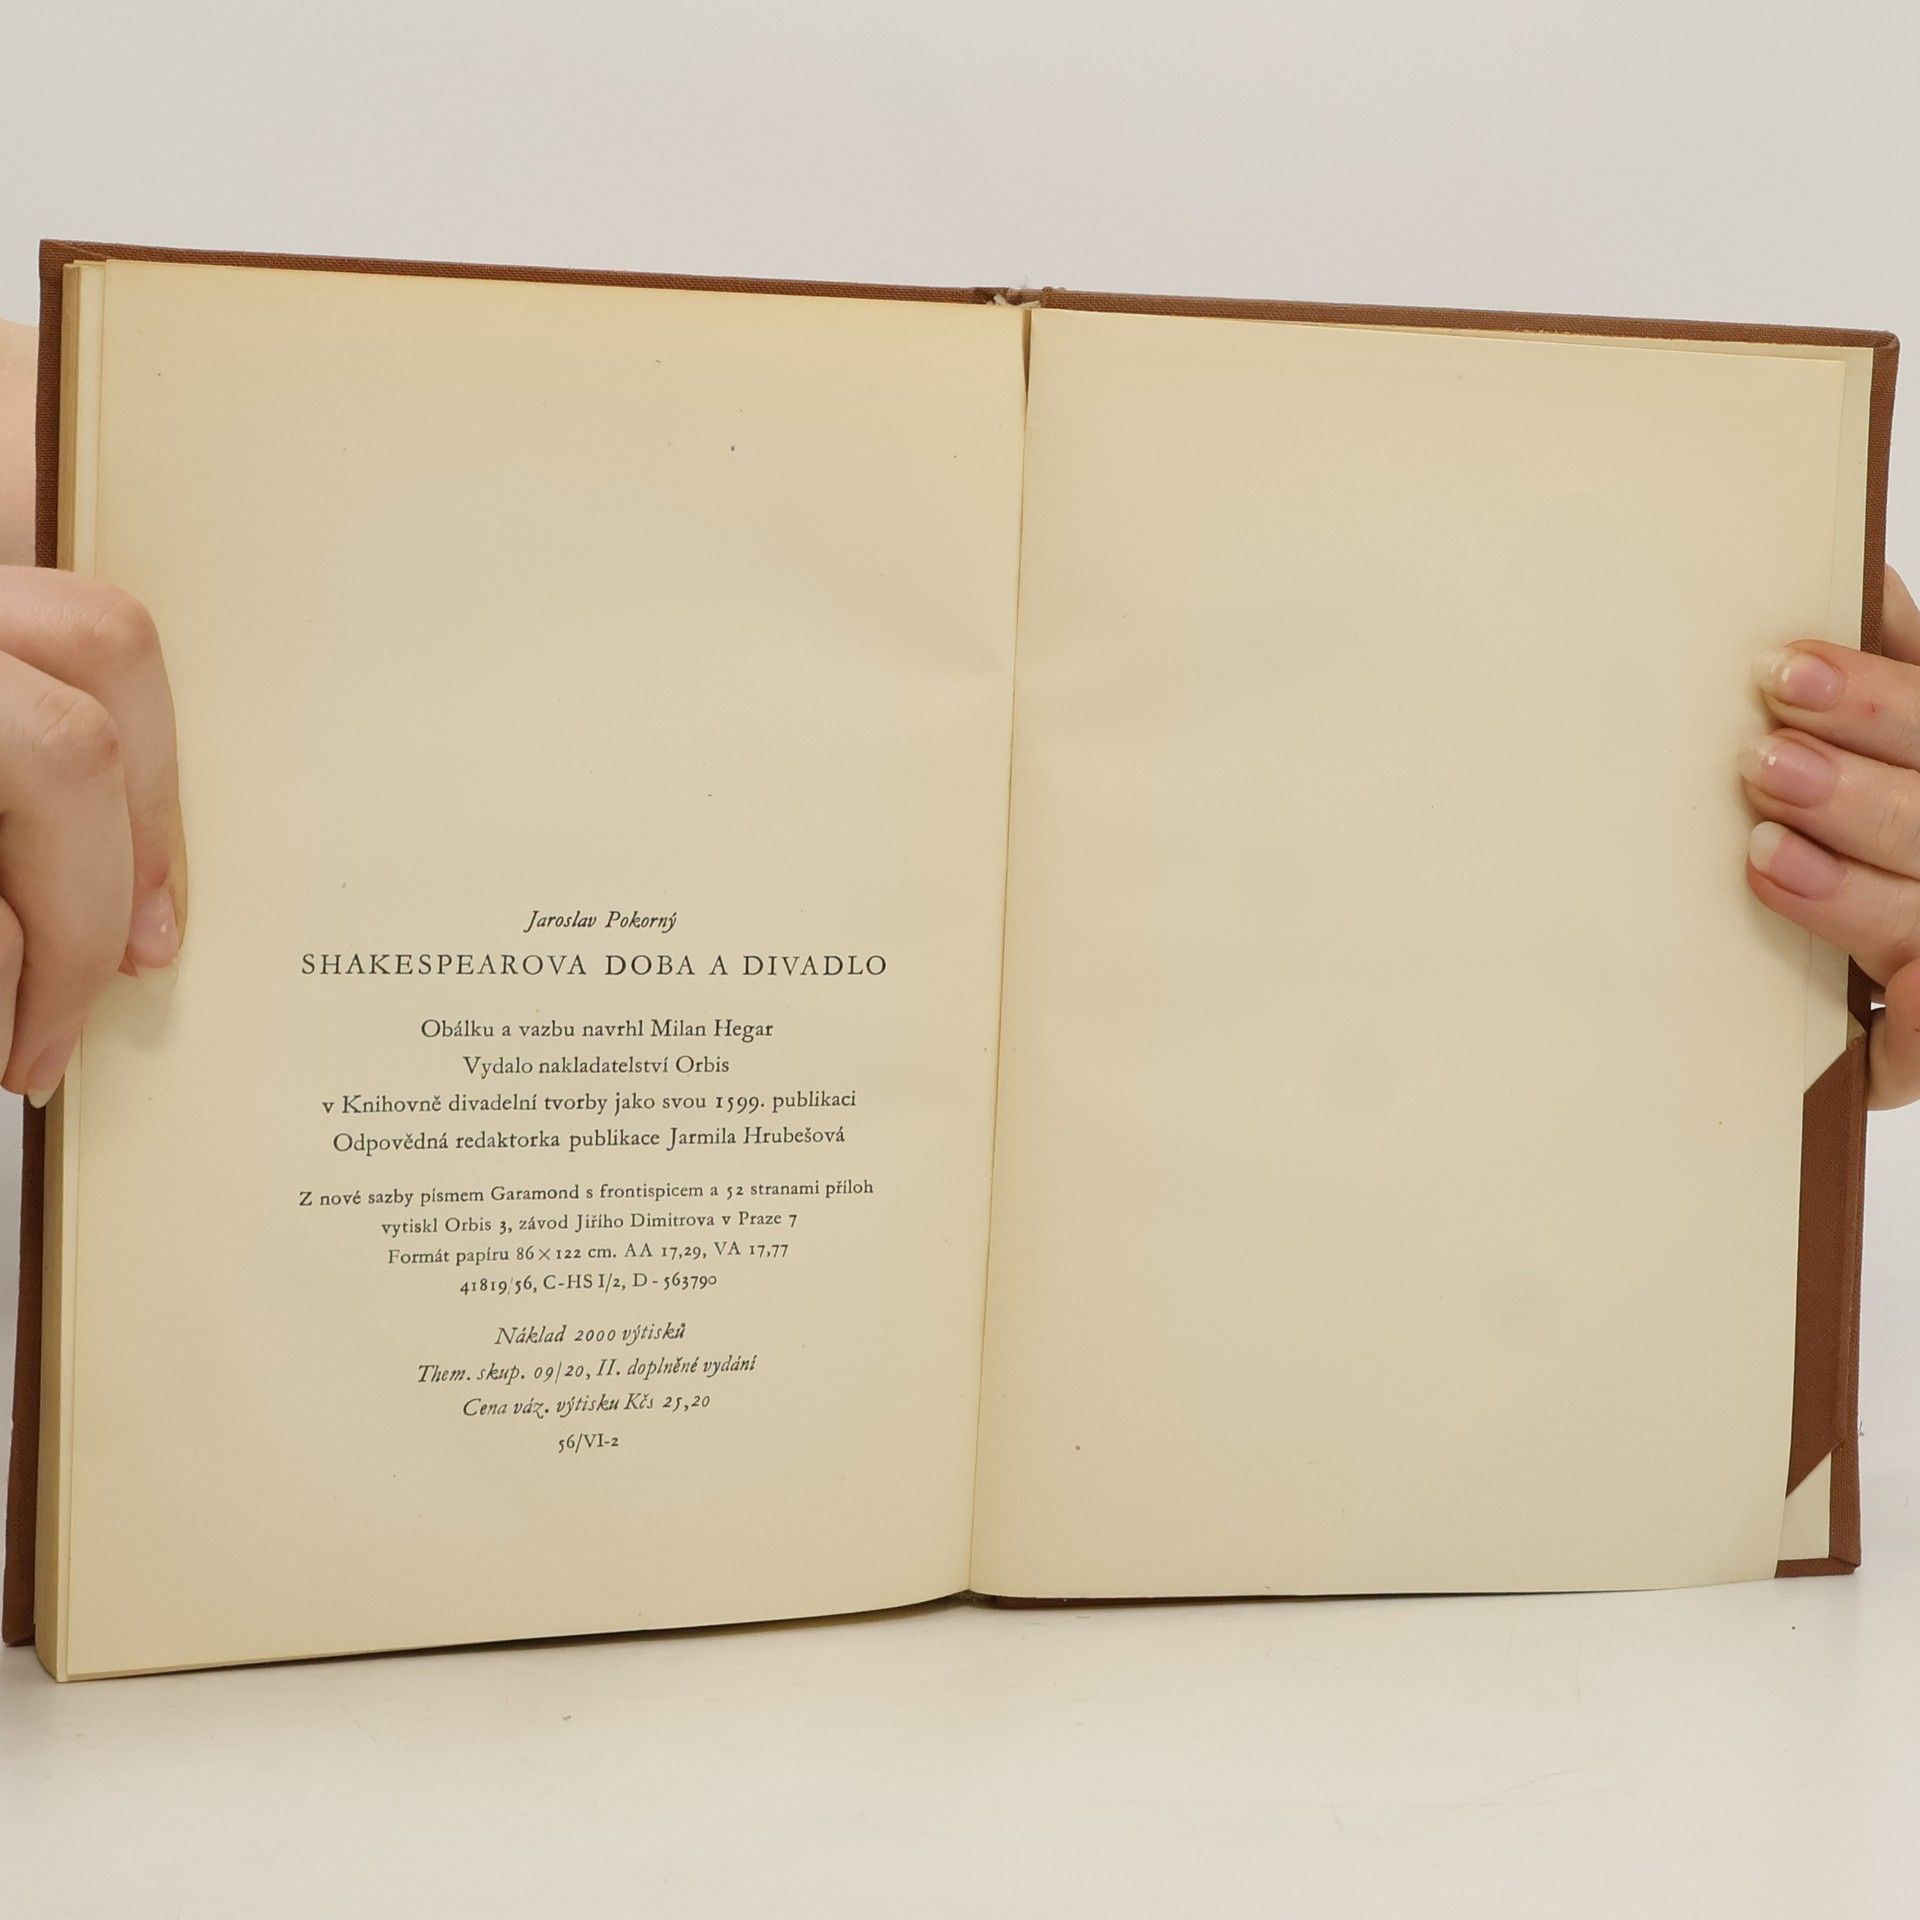 Jaroslav Pokorný
SHAKESPEAROVA DOBA A DIVADLO
Obálku a vazbu navrhl Milan Hegar
Vydalo nakladatelství Orbis
v Knihovně divadelní tvorby jako svou 1599. publikaci
Odpovědná redaktorka publikace Jarmila Hrubešová
Z nové sazby písmem Garamond s frontispicem a 52 stranami příloh
vytiskl Orbis 3, závod Jiřího Dimitrova v Praze 7
Formát papíru 86 × 122 cm. AA 17,29, VA 17,77
41819/56, C-HS I/2, D - 563790
Náklad 2000 výtisků
Them. skup. 09/20, II. doplněné vydání
Cena váz. výtisku Kčs 25,20
56/VI-2